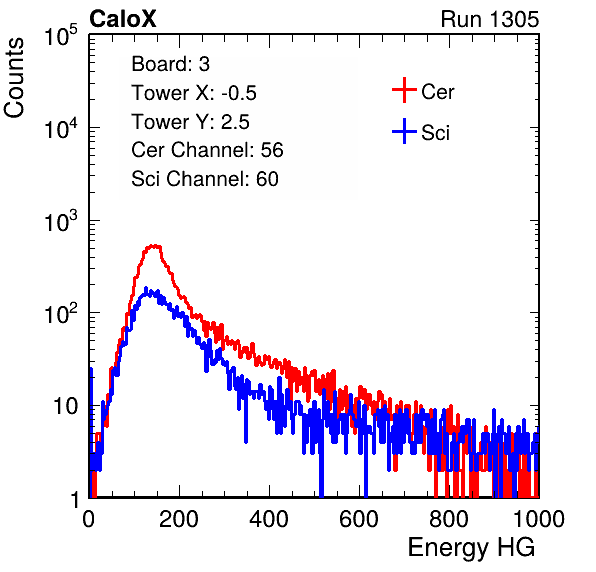 CaloX Run 1305
Counts
10^5
10^4
10^3
10^2
10
1
Board: 3
Tower X: -0.5
Tower Y: 2.5
Cer Channel: 56
Sci Channel: 60
Cer
Sci
0 200 400 600 800 1000
Energy HG